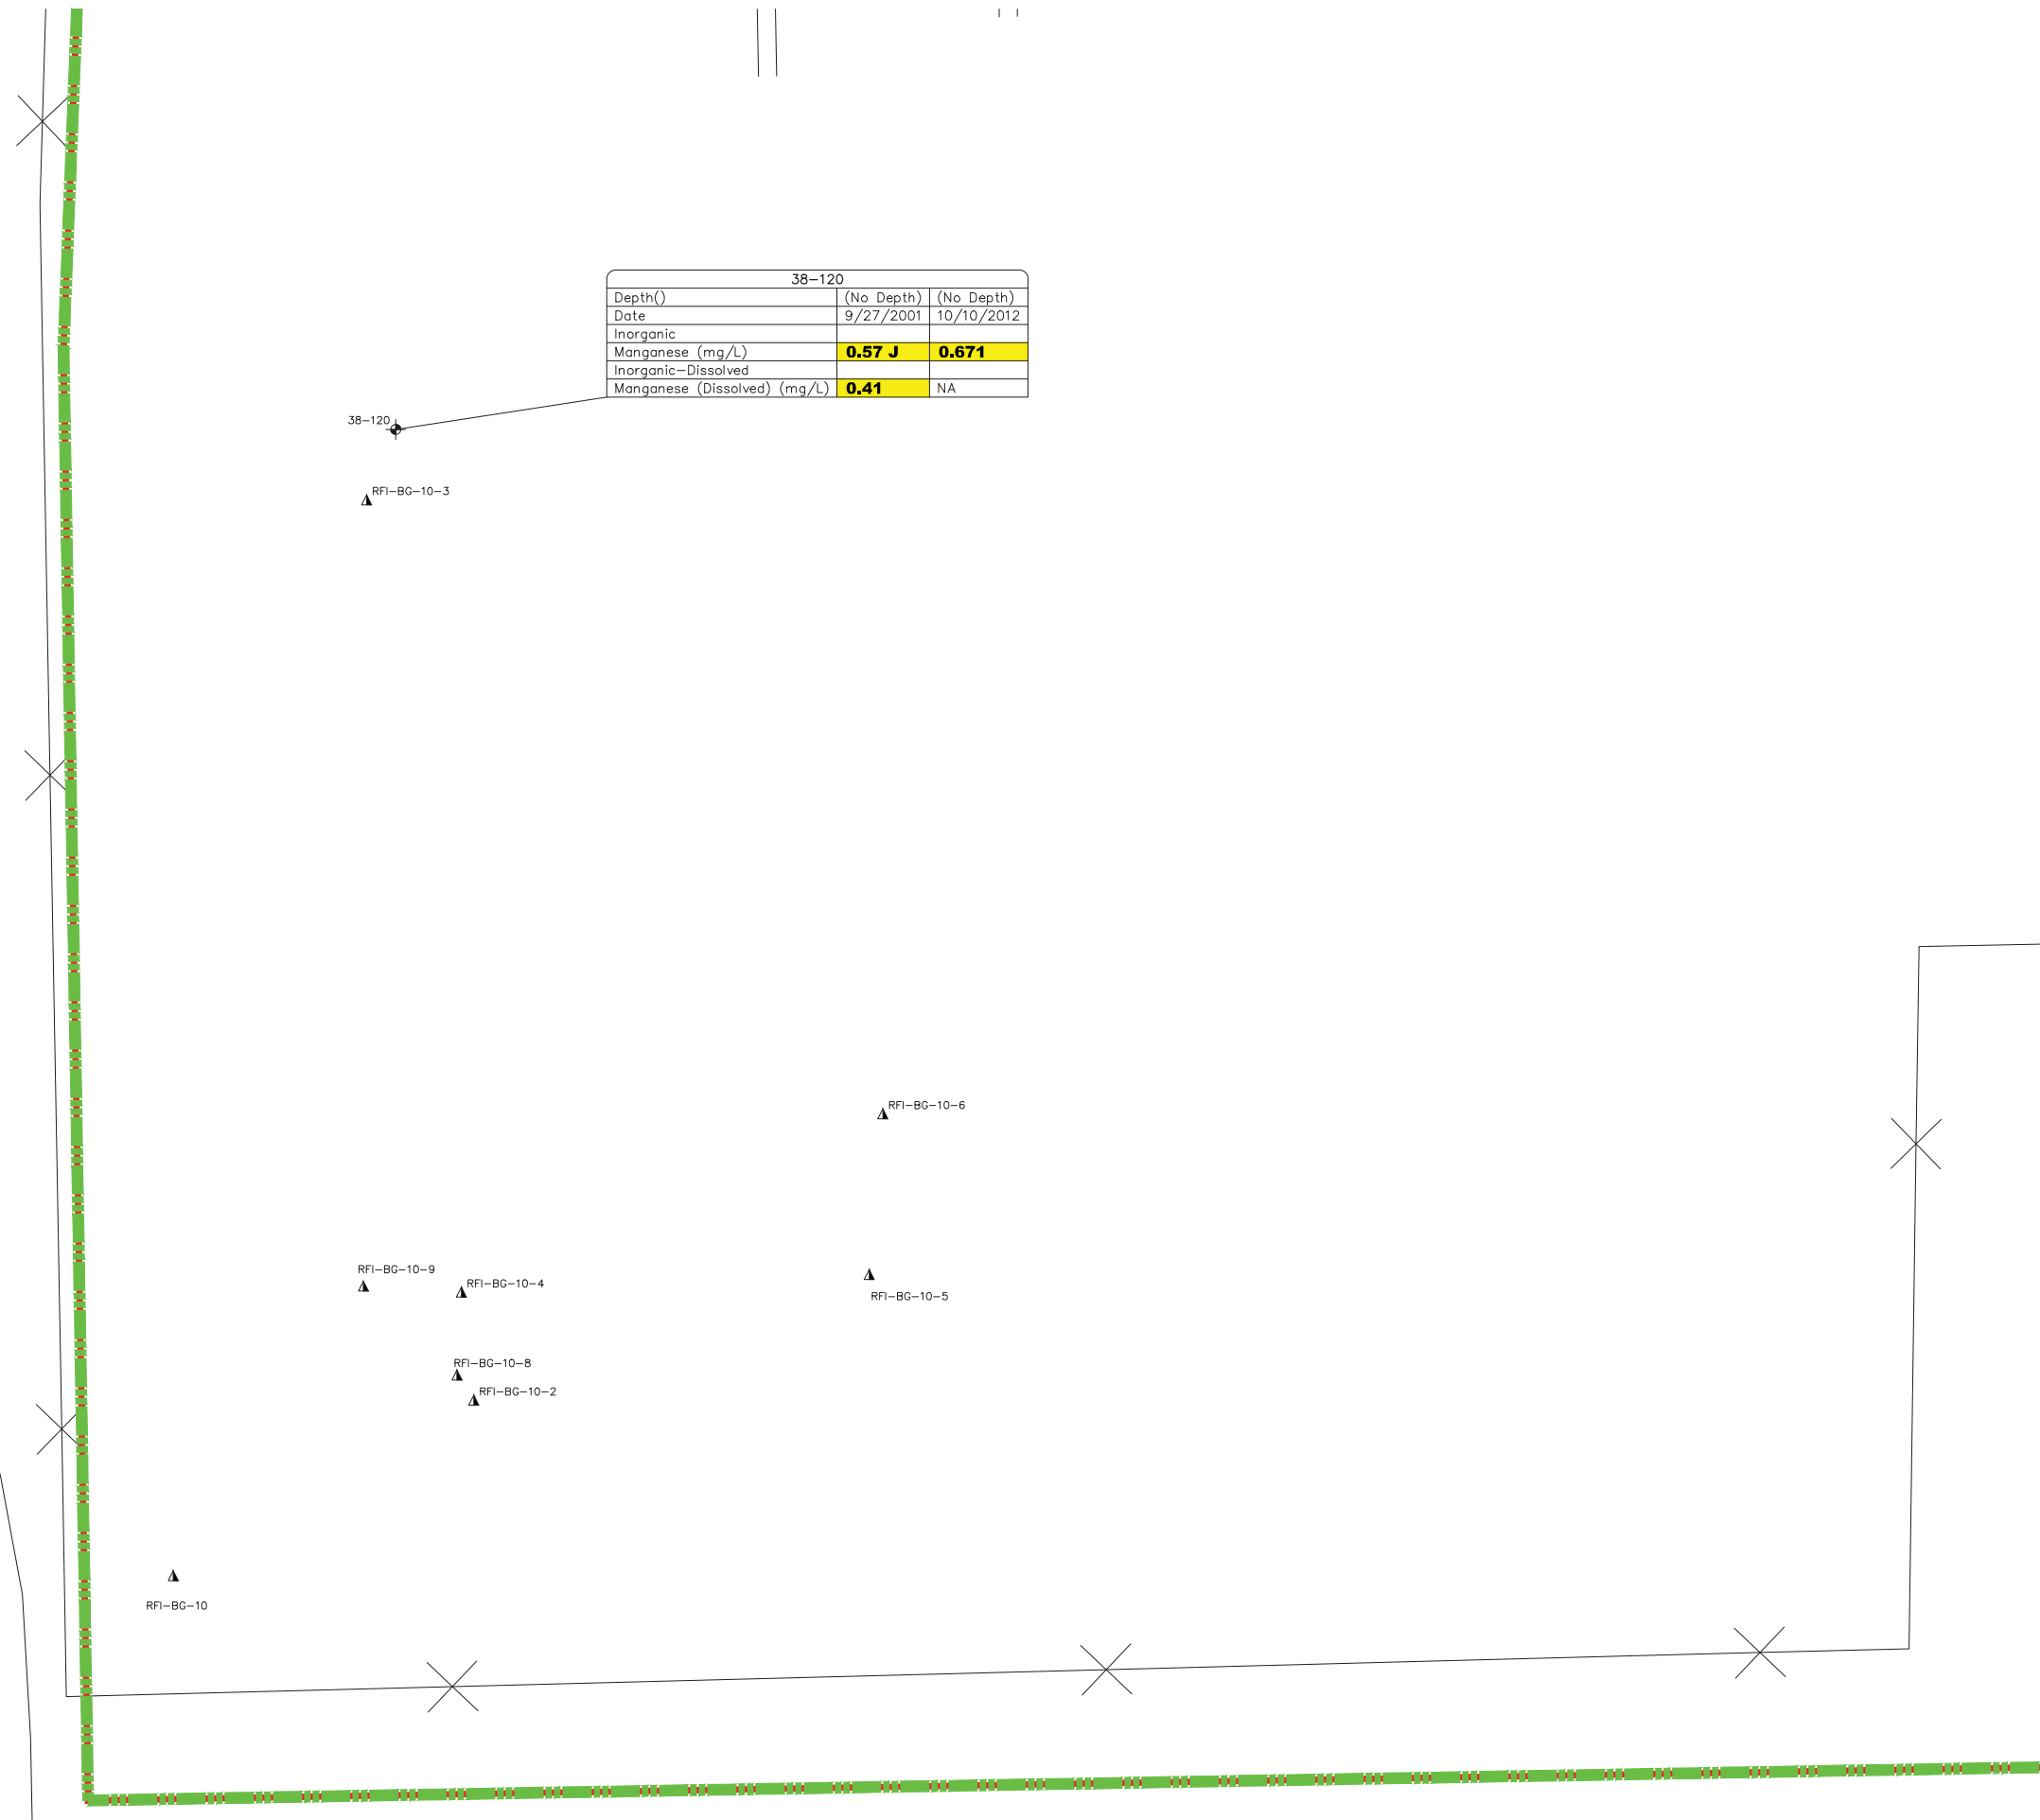 38-120
Depth() (No Depth) (No Depth)
Date 9/27/2001 10/10/2012
Inorganic
Manganese (mg/L) 0.57 J 0.671
Inorganic-Dissolved
Manganese (Dissolved) (mg/L) 0.41 NA
38-120
RFI-BG-10-3
RFI-BG-10-6
RFI-BG-10-9
RFI-BG-10-4
RFI-BG-10-5
RFI-BG-10-8
RFI-BG-10-2
RFI-BG-10